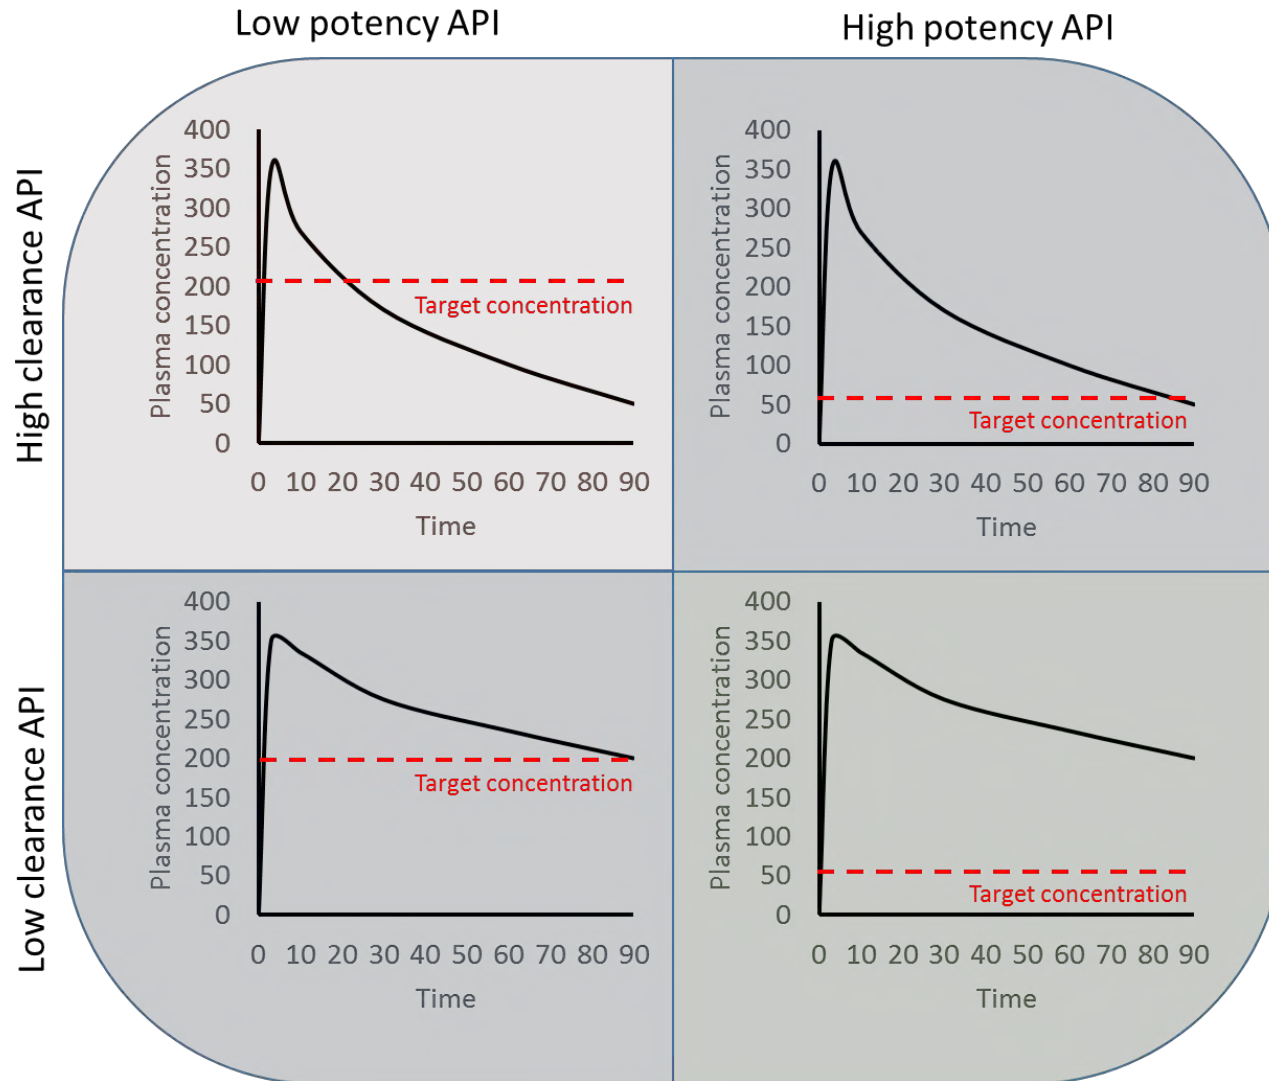 Low potency API
High potency API
High clearance API
Low clearance API
Plasma concentration
400
350
300
250
200
150
100
50
0
Target concentration
0 10 20 30 40 50 60 70 80 90
Time
Plasma concentration
400
350
300
250
200
150
100
50
0
Target concentration
0 10 20 30 40 50 60 70 80 90
Time
Plasma concentration
400
350
300
250
200
150
100
50
0
Target concentration
0 10 20 30 40 50 60 70 80 90
Time
Plasma concentration
400
350
300
250
200
150
100
50
0
Target concentration
0 10 20 30 40 50 60 70 80 90
Time